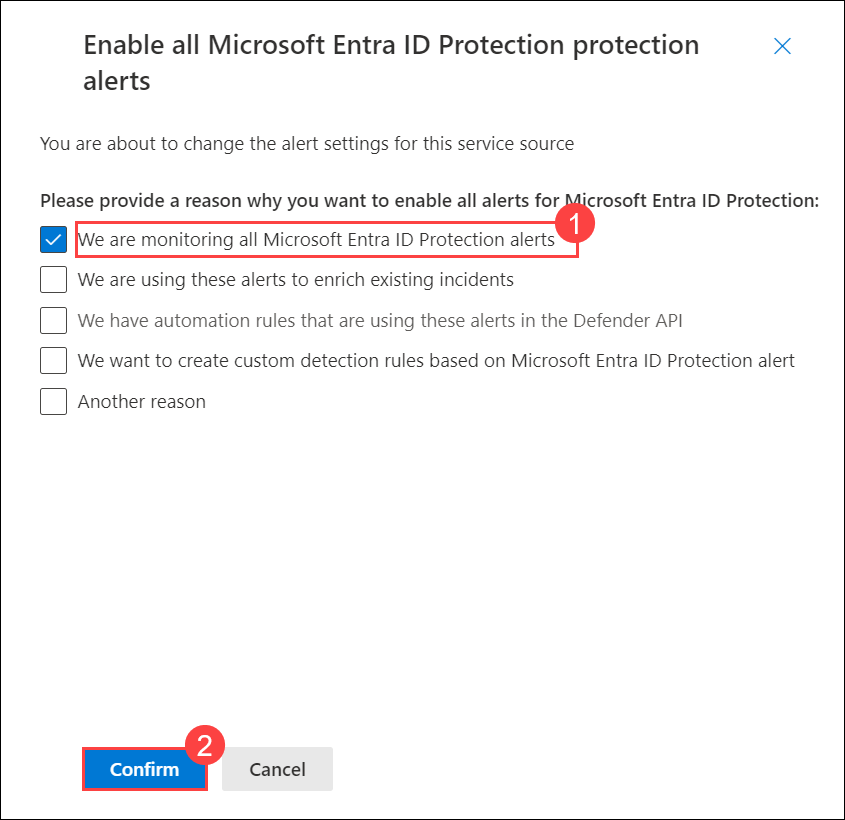 Enable all Microsoft Entra ID Protection protection
alerts
You are about to change the alert settings for this service source
Please provide a reason why you want to enable all alerts for Microsoft Entra ID Protection:
1
We are monitoring all Microsoft Entra ID Protection alerts
We are using these alerts to enrich existing incidents
We have automation rules that are using these alerts in the Defender API
We want to create custom detection rules based on Microsoft Entra ID Protection alert
Another reason
2
Confirm Cancel